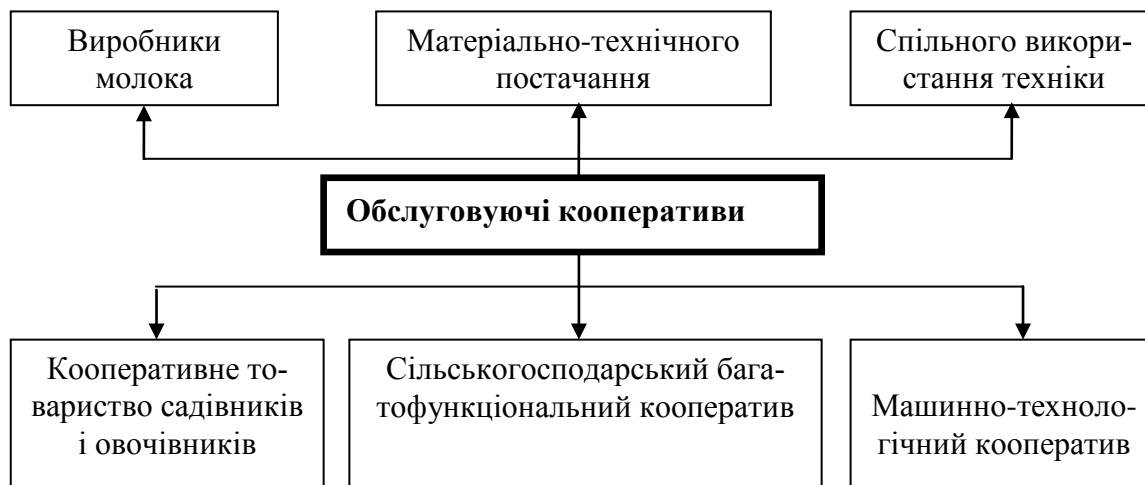 Виробники
молока
Матеріально-технічного
постачання
Спільного викори-
стання техніки
Обслуговуючі кооперативи
Кооперативне то-
вариство садівників
і овочівників
Сільськогосподарський бага-
тофункціональний кооператив
Машинно-техноло-
гічний кооператив